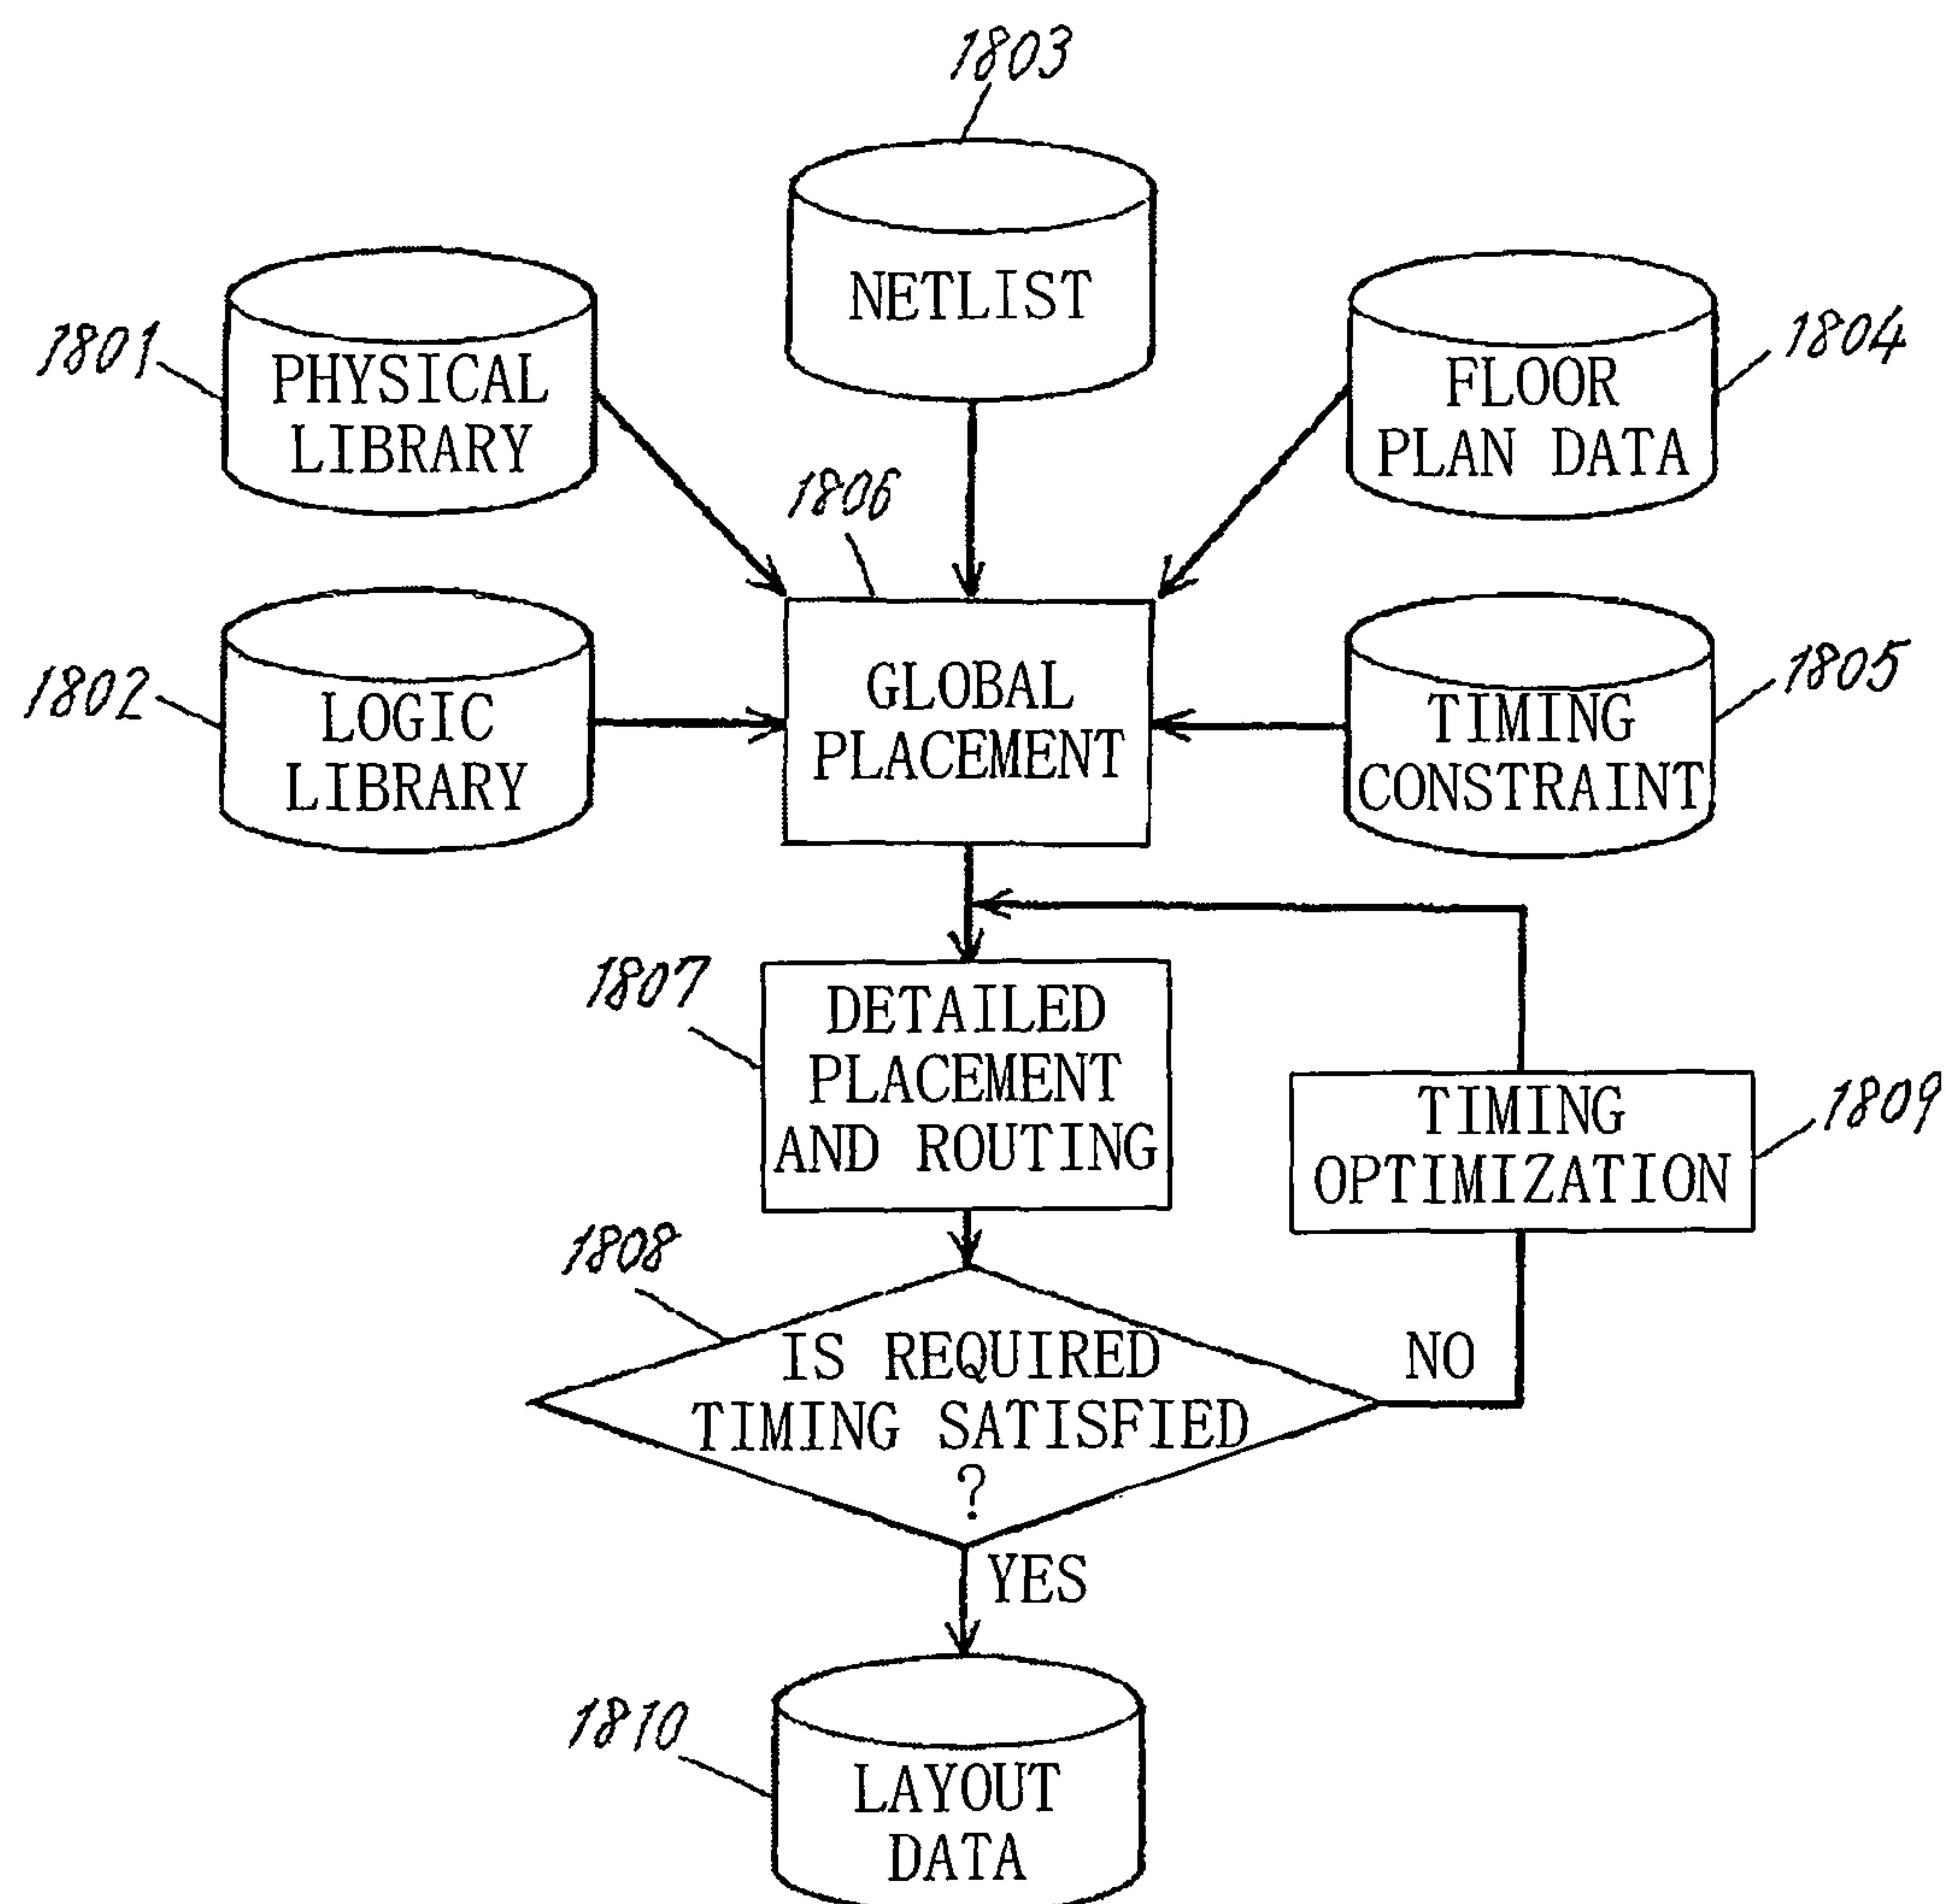 1803
NETLIST
1801
PHYSICAL
LIBRARY
1804
FLOOR
PLAN DATA
1806
1802
LOGIC
LIBRARY
GLOBAL
PLACEMENT
1805
TIMING
CONSTRAINT
1807
DETAILED
PLACEMENT
AND ROUTING
1809
TIMING
OPTIMIZATION
1808
IS REQUIRED
TIMING SATISFIED
?
NO
YES
1810
LAYOUT
DATA